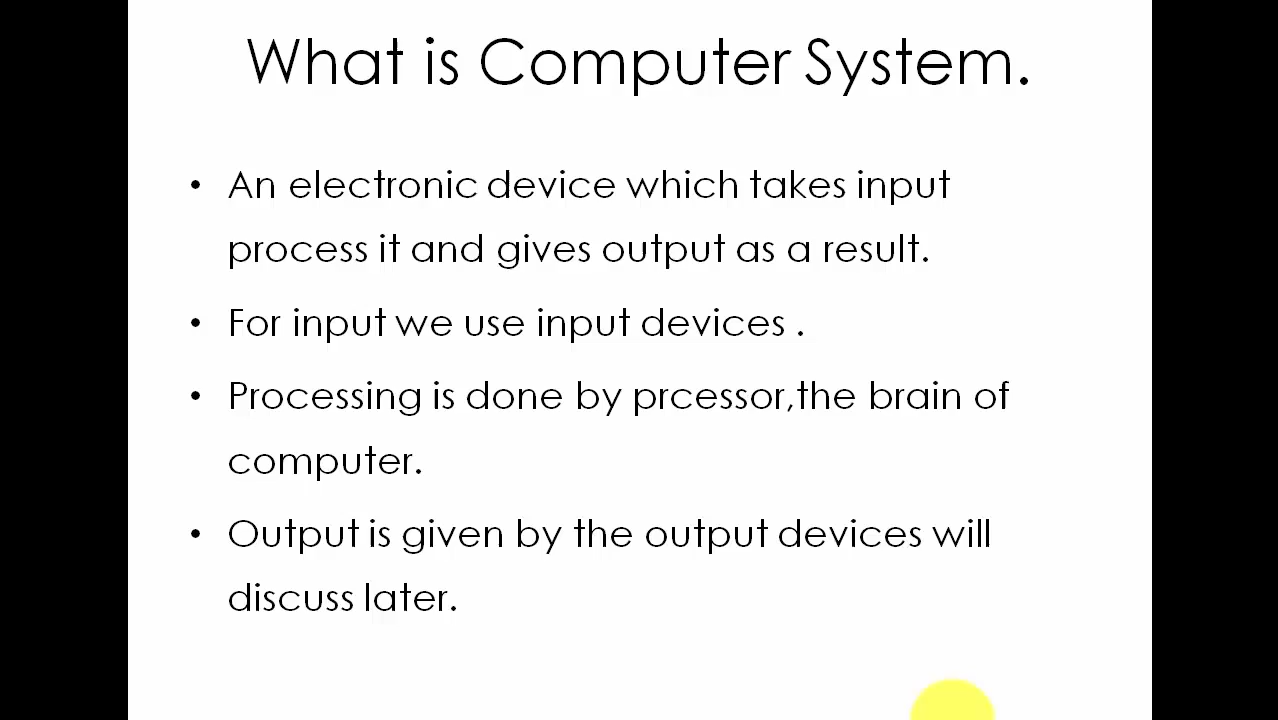 What is Computer System.
• An electronic device which takes input
process it and gives output as a result.
• For input we use input devices .
• Processing is done by prcessor,the brain of
computer.
• Output is given by the output devices will
discuss later.